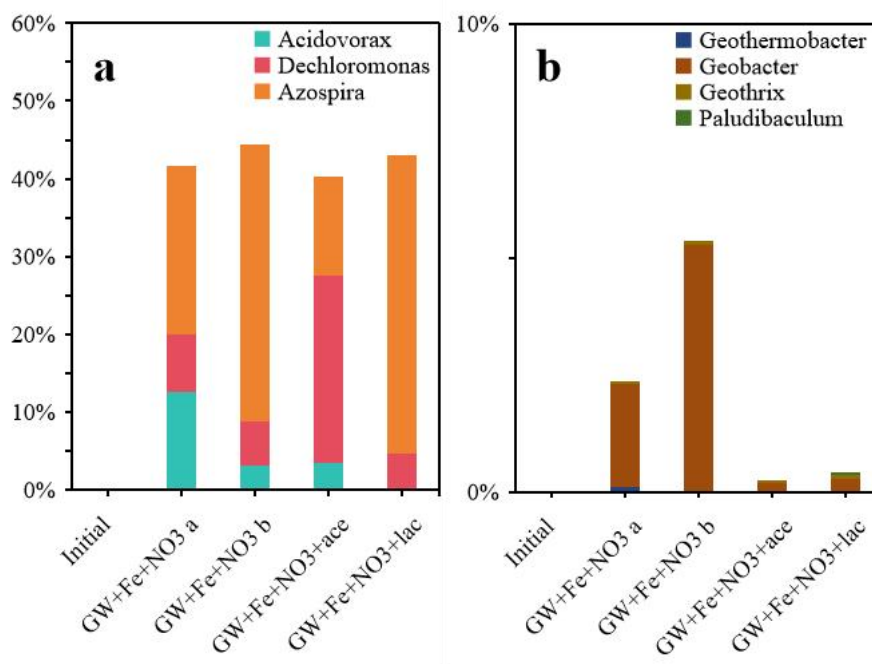 60%
50%
40%
30%
20%
10%
0%
a
Acidovorax
Dechloromonas
Azospira
Initial
GW+Fe+NO3 a
GW+Fe+NO3 b
GW+Fe+NO3+ace
GW+Fe+NO3+lac
10%
0%
b
Geothermobacter
Geobacter
Geothrix
Paludibaculum
Initial
GW+Fe+NO3 a
GW+Fe+NO3 b
GW+Fe+NO3+ace
GW+Fe+NO3+lac